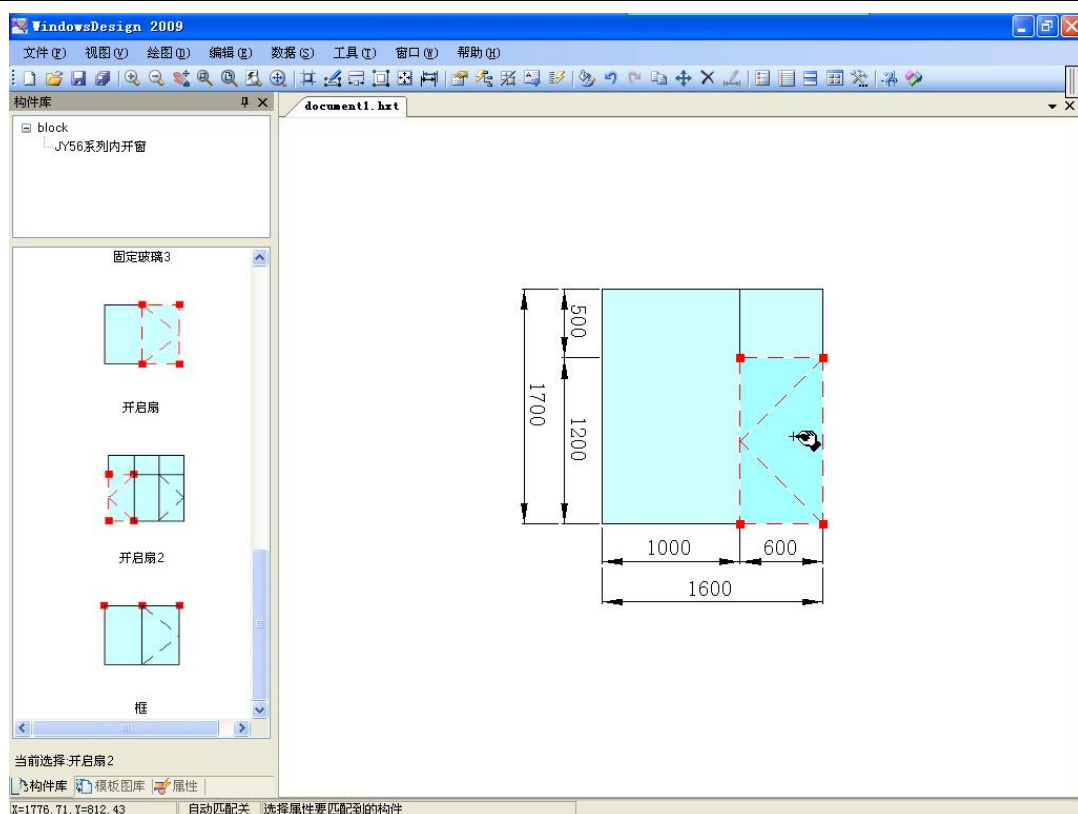 WindowsDesign 2009
文件(F) 视图(V) 绘图(D) 编辑(E) 数据(S) 工具(T) 窗口(W) 帮助(H)
构件库
document1.hxt
block
JY56系列内开窗
固定玻璃3
开启扇
开启扇2
框
500
1700
1200
1000
600
1600
当前选择:开启扇2
构件库 模板图库 属性
X=1776.71,Y=812.43 自动匹配关 选择属性要匹配到的构件